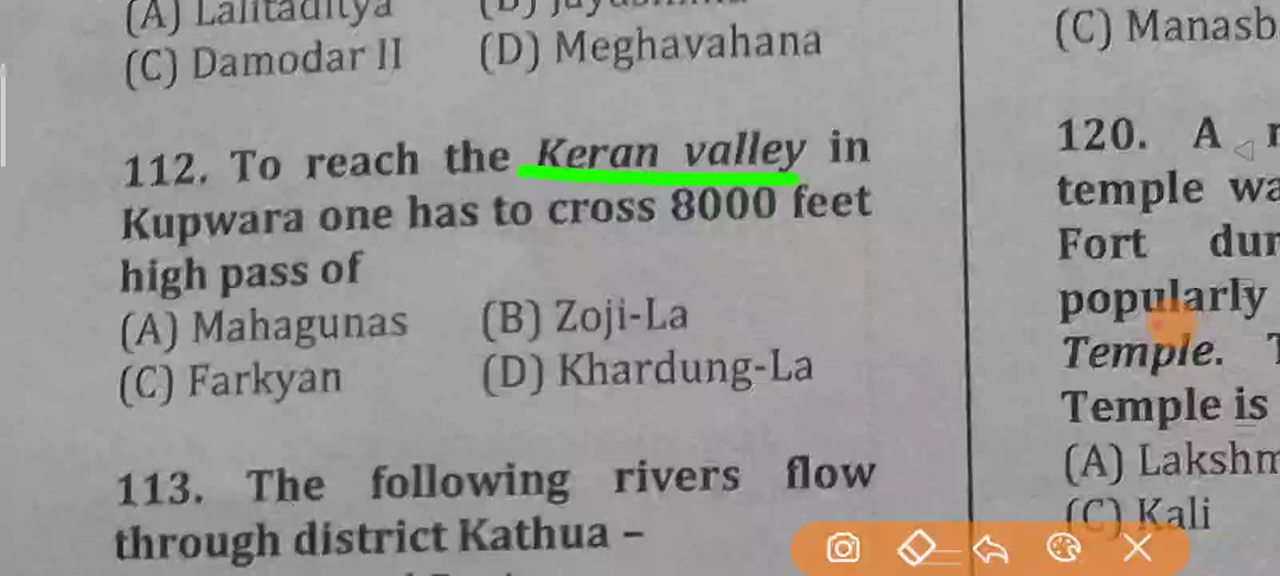 (A) Lalitaditya
(C) Damodar II (D) Meghavahana
112. To reach the Keran valley in
Kupwara one has to cross 8000 feet
high pass of
(A) Mahagunas (B) Zoji-La
(C) Farkyan (D) Khardung-La
113. The following rivers flow
through district Kathua –
(C) Manasb
120. A
temple wa
Fort dur
popularly
Temple. T
Temple is
(A) Lakshm
(C) Kali